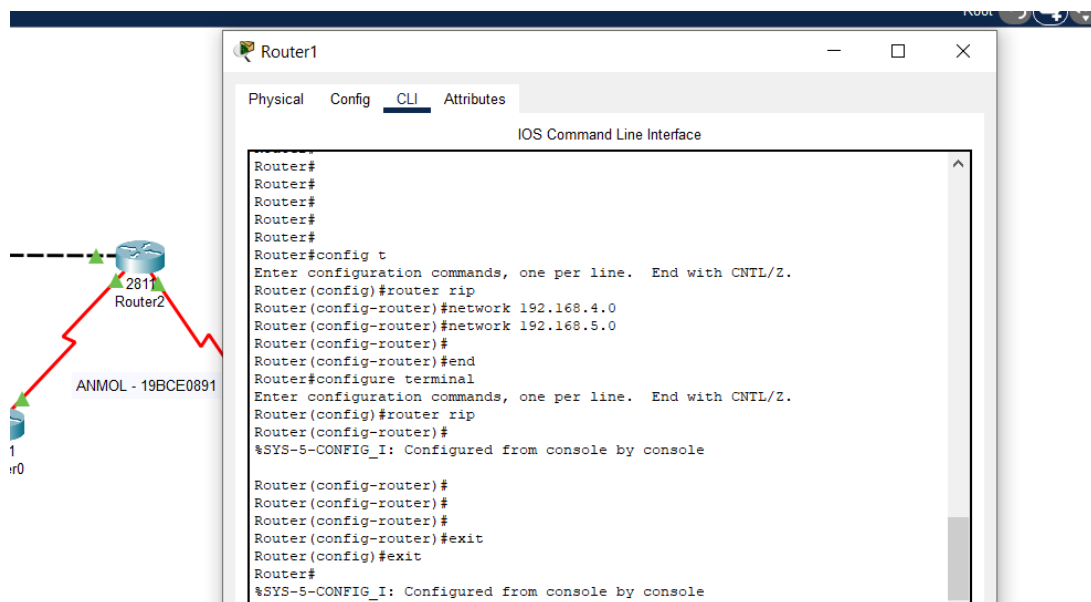 Root
Router1
Physical Config CLI Attributes
IOS Command Line Interface
Router#
Router#
Router#
Router#
Router#
Router#config t
Enter configuration commands, one per line.  End with CNTL/Z.
Router(config)#router rip
Router(config-router)#network 192.168.4.0
Router(config-router)#network 192.168.5.0
Router(config-router)#
Router(config-router)#end
Router#configure terminal
Enter configuration commands, one per line.  End with CNTL/Z.
Router(config)#router rip
Router(config-router)#
%SYS-5-CONFIG_I: Configured from console by console
Router(config-router)#
Router(config-router)#
Router(config-router)#
Router(config-router)#exit
Router(config)#exit
Router#
%SYS-5-CONFIG_I: Configured from console by console
2811
Router2
ANMOL - 19BCE0891
1
er0